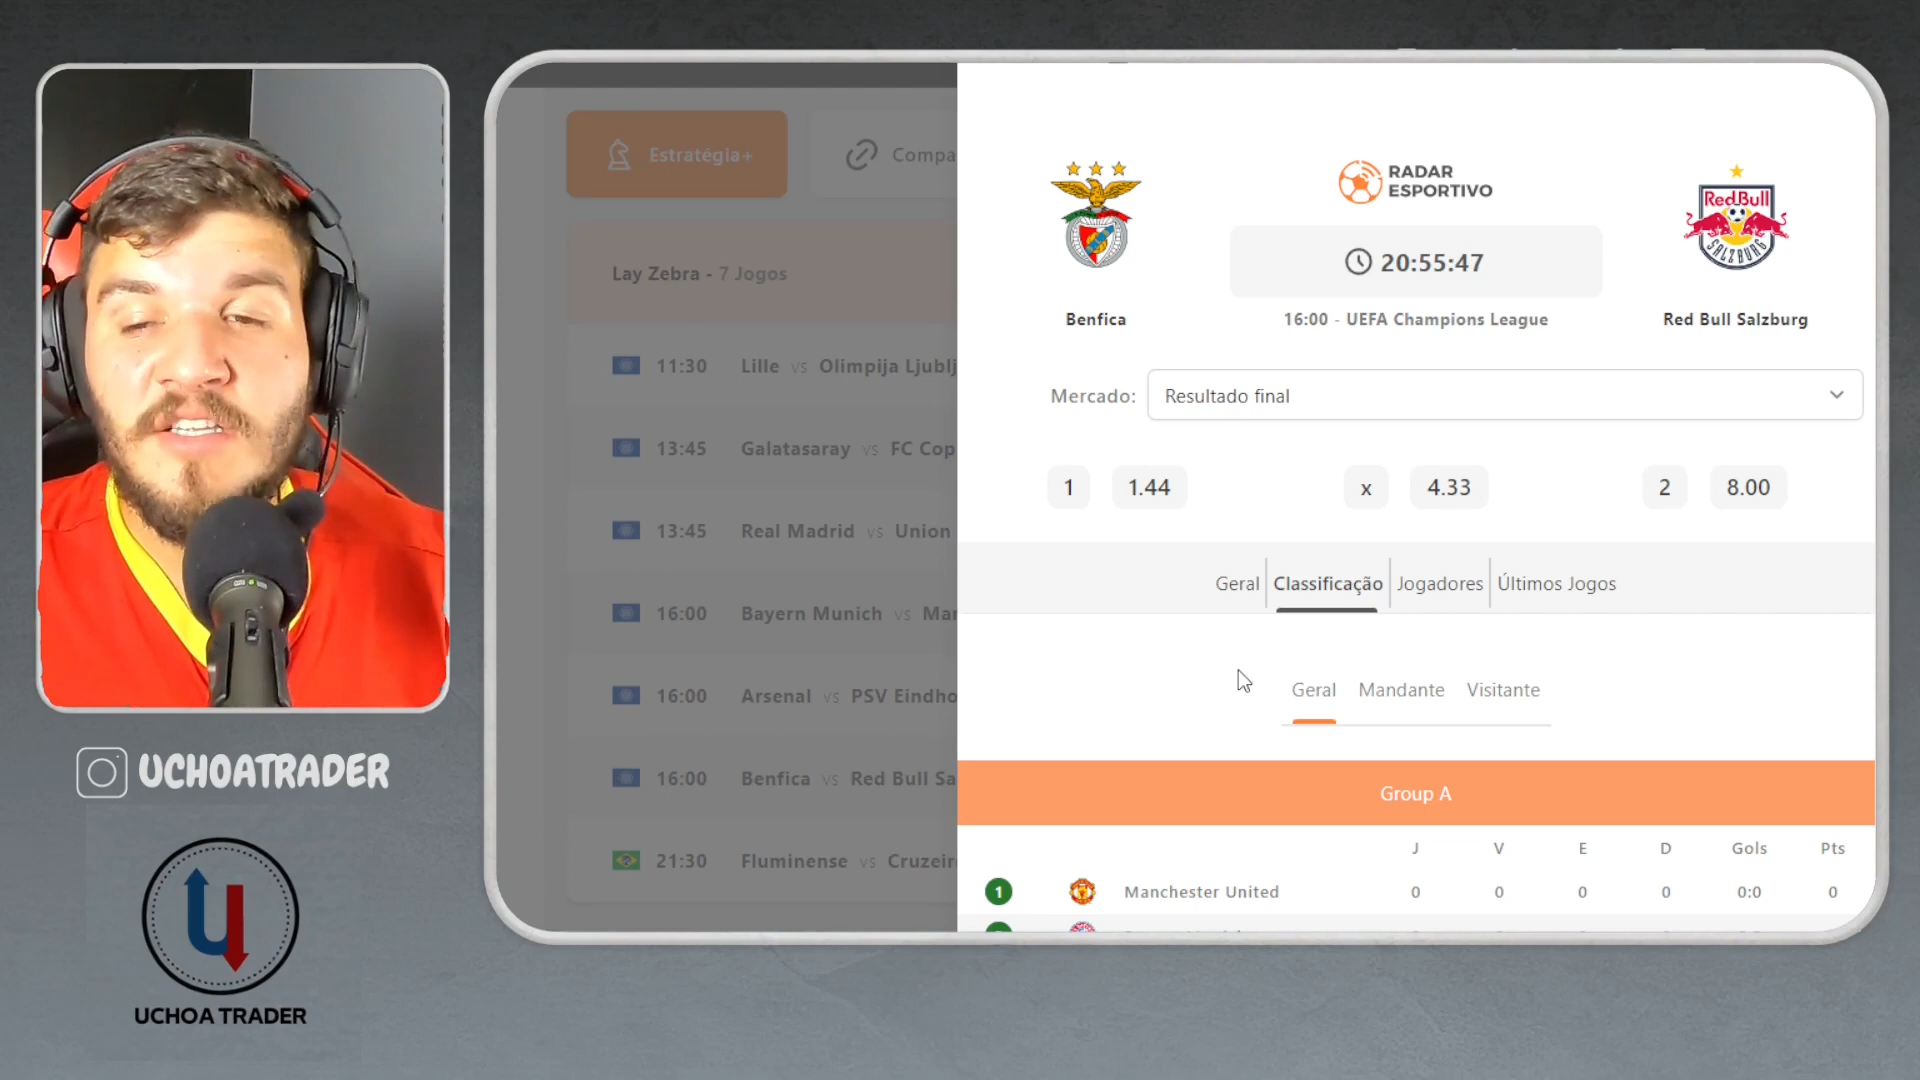 UCHOATRADER
UCHOA TRADER
Estratégia+
Compa
Lay Zebra - 7 Jogos
11:30 Lille vs Olimpija Ljublj
13:45 Galatasaray vs FC Cop
13:45 Real Madrid vs Union
16:00 Bayern Munich vs Man
16:00 Arsenal vs PSV Eindho
16:00 Benfica vs Red Bull Sa
21:30 Fluminense vs Cruzeir
RADAR
ESPORTIVO
RedBull
SALZBURG
20:55:47
Benfica
16:00 - UEFA Champions League
Red Bull Salzburg
Mercado: Resultado final
1 1.44 x 4.33 2 8.00
Geral Classificação Jogadores Últimos Jogos
Geral Mandante Visitante
Group A
J V E D Gols Pts
1 Manchester United 0 0 0 0 0:0 0